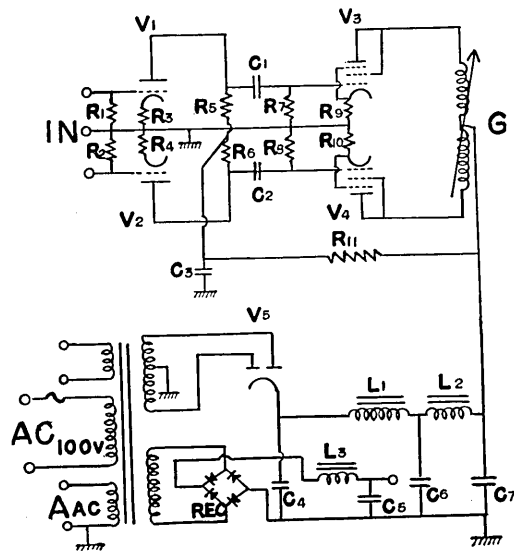 V1
V3
C1
R1
R3
R5
R7
R9
IN
G
R2
R4
R6
R8
R10
C2
V2
V4
R11
C3
V5
L1
L2
AC100V
L3
REC
C4
C5
C6
C7
AAC